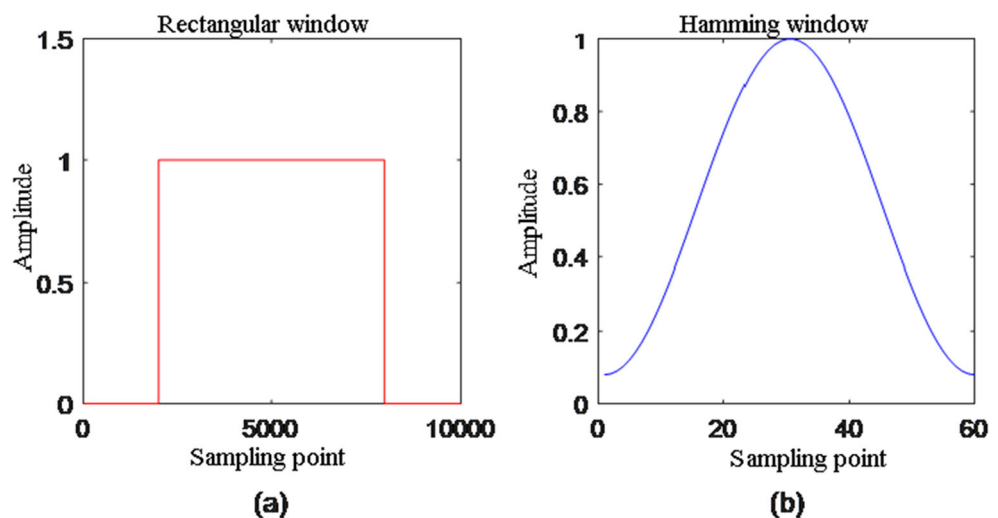 Rectangular window
1.5
1
0.5
0
Amplitude
0 5000 10000
Sampling point
(a)
Hamming window
1
0.8
0.6
0.4
0.2
0
Amplitude
0 20 40 60
Sampling point
(b)